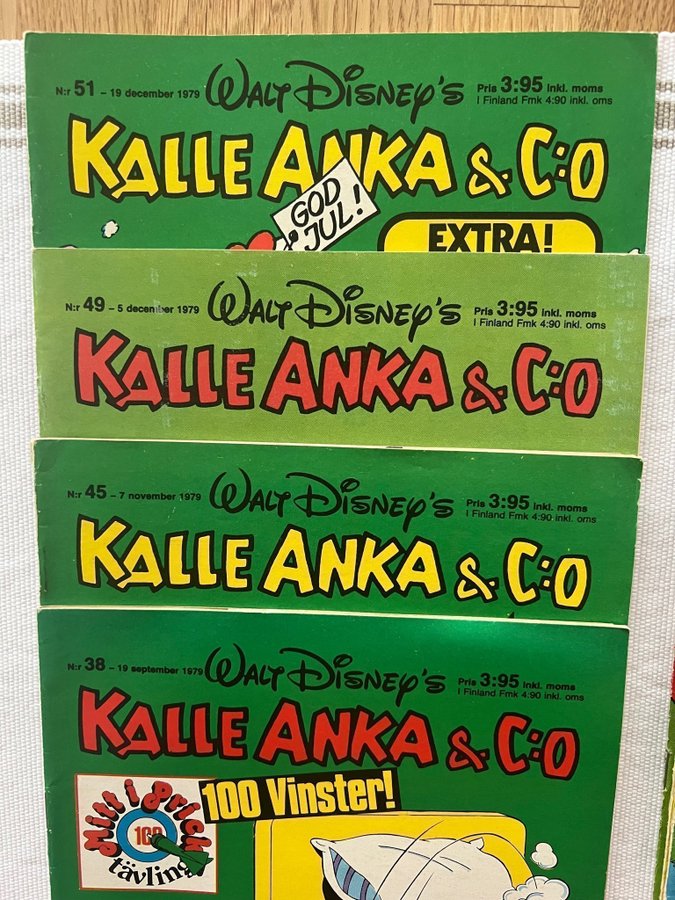 N:r 51 – 19 december 1979
WALT DISNEY'S
Pris 3:95 inkl. moms
I Finland Fmk 4:90 inkl. oms
KALLE ANKA & C:O
GOD
JUL!
EXTRA!
N:r 49 – 5 december 1979
WALT DISNEY'S
Pris 3:95 inkl. moms
I Finland Fmk 4:90 inkl. oms
KALLE ANKA & C:O
N:r 45 – 7 november 1979
WALT DISNEY'S
Pris 3:95 inkl. moms
I Finland Fmk 4:90 inkl. oms
KALLE ANKA & C:O
N:r 38 – 19 september 1979
WALT DISNEY'S
Pris 3:95 inkl. moms
I Finland Fmk 4:90 inkl. oms
KALLE ANKA & C:O
Mitt i Prick
100
tävling
100 Vinster!